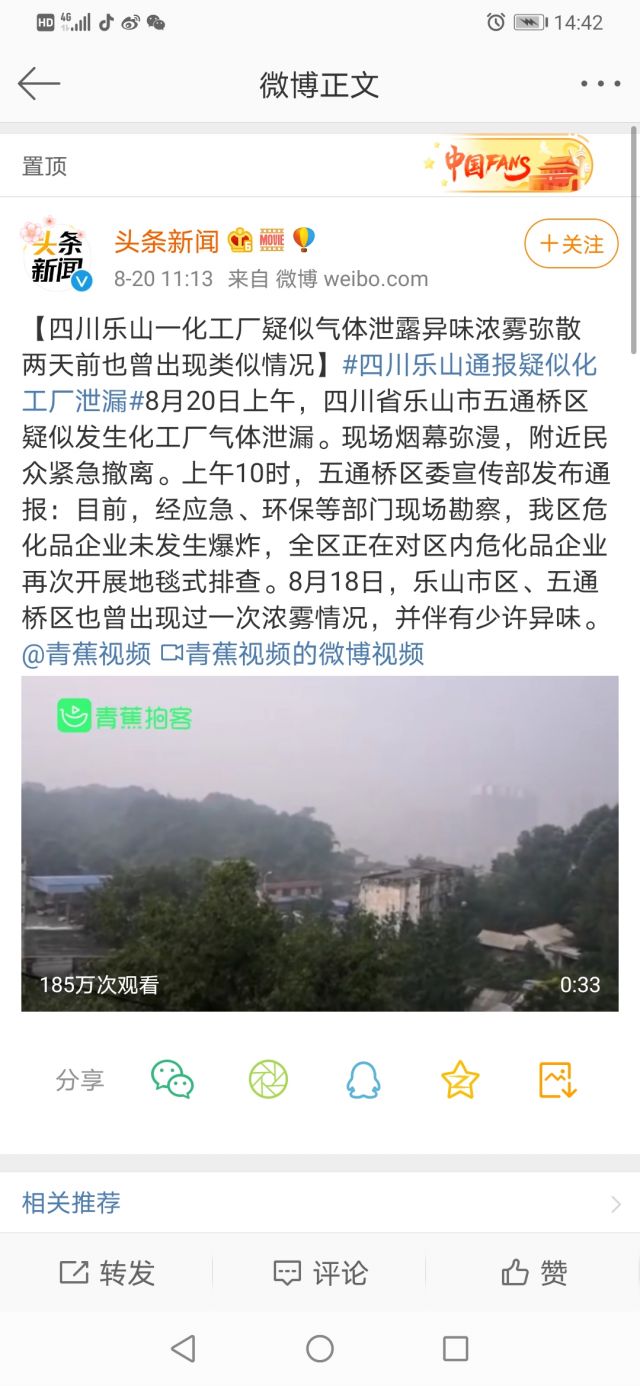 HD 4G 14:42
微博正文
置顶
中国FANS
头条新闻
头条新闻 MOVIE
+关注
8-20 11:13 来自 微博 weibo.com
【四川乐山一化工厂疑似气体泄露异味浓雾弥散
两天前也曾出现类似情况】#四川乐山通报疑似化
工厂泄漏#8月20日上午，四川省乐山市五通桥区
疑似发生化工厂气体泄漏。现场烟幕弥漫，附近民
众紧急撤离。上午10时，五通桥区委宣传部发布通
报：目前，经应急、环保等部门现场勘察，我区危
化品企业未发生爆炸，全区正在对区内危化品企业
再次开展地毯式排查。8月18日，乐山市区、五通
桥区也曾出现过一次浓雾情况，并伴有少许异味。
@青蕉视频 青蕉视频的微博视频
青蕉拍客
185万次观看 0:33
分享
相关推荐
转发 评论 赞